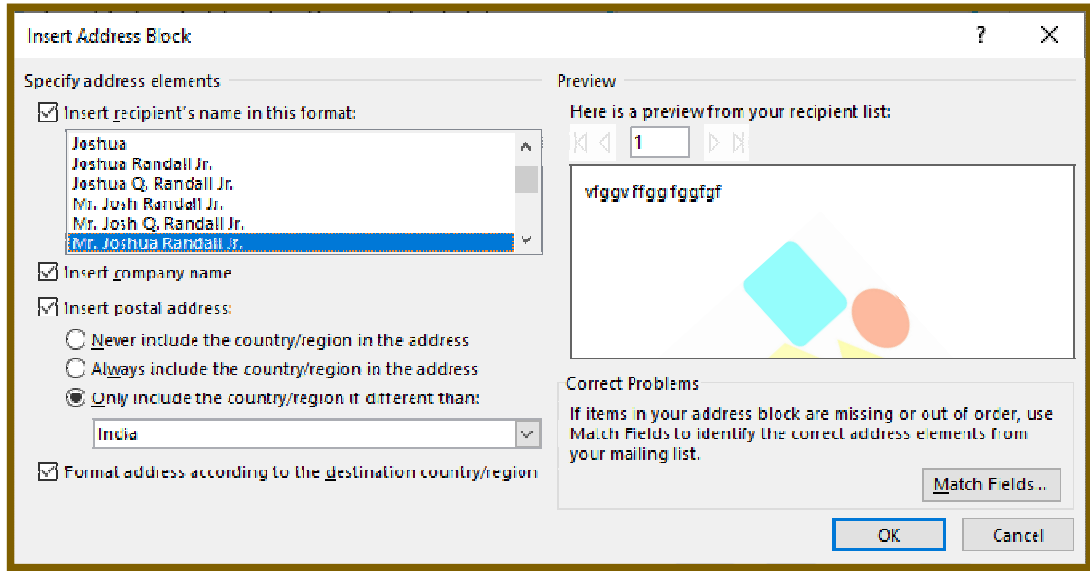 Insert Address Block
?
Specify address elements
Insert recipient's name in this format:
Joshua
Joshua Randall Jr.
Joshua Q. Randall Jr.
Mr. Josh Randall Jr.
Mr. Josh Q. Randall Jr.
Mr. Joshua Randall Jr.
Insert company name
Insert postal address:
Never include the country/region in the address
Always include the country/region in the address
Only include the country/region if different than:
India
Format address according to the destination country/region
Preview
Here is a preview from your recipient list:
1
vfggv ffgg fggfgf
Correct Problems
If items in your address block are missing or out of order, use
Match Fields to identify the correct address elements from
your mailing list.
Match Fields...
OK
Cancel